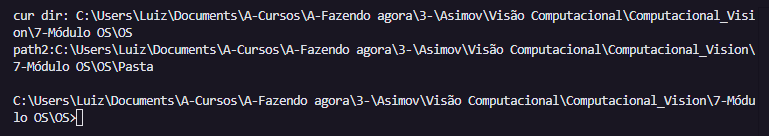 cur dir: C:\Users\Luiz\Documents\A-Cursos\A-Fazendo agora\3-\Asimov\Visão Computacional\Computacional_Visi
on\7-Módulo OS\OS
path2:C:\Users\Luiz\Documents\A-Cursos\A-Fazendo agora\3-\Asimov\Visão Computacional\Computacional_Vision\
7-Módulo OS\OS\Pasta
C:\Users\Luiz\Documents\A-Cursos\A-Fazendo agora\3-\Asimov\Visão Computacional\Computacional_Vision\7-Módu
lo OS\OS>